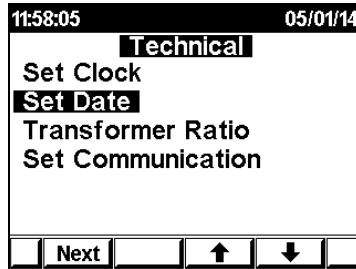 11:58:05 05/01/14
Technical
Set Clock
Set Date
Transformer Ratio
Set Communication
Next ↑ ↓